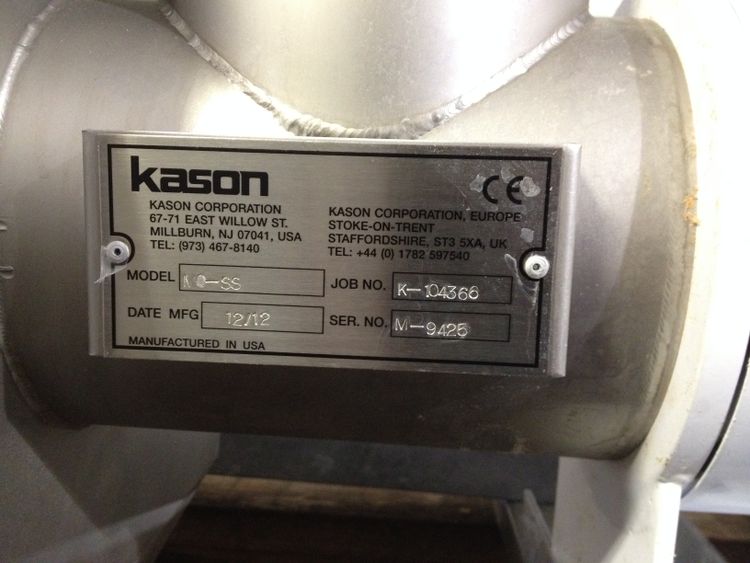 kason
CE
KASON CORPORATION
67-71 EAST WILLOW ST.
MILLBURN, NJ 07041, USA
TEL: (973) 467-8140
KASON CORPORATION, EUROPE
STOKE-ON-TRENT
STAFFORDSHIRE, ST3 5XA, UK
TEL: +44 (0) 1782 597540
MODEL
JOB NO. K-104366
DATE MFG 12/12
SER. NO. M-9425
MANUFACTURED IN USA